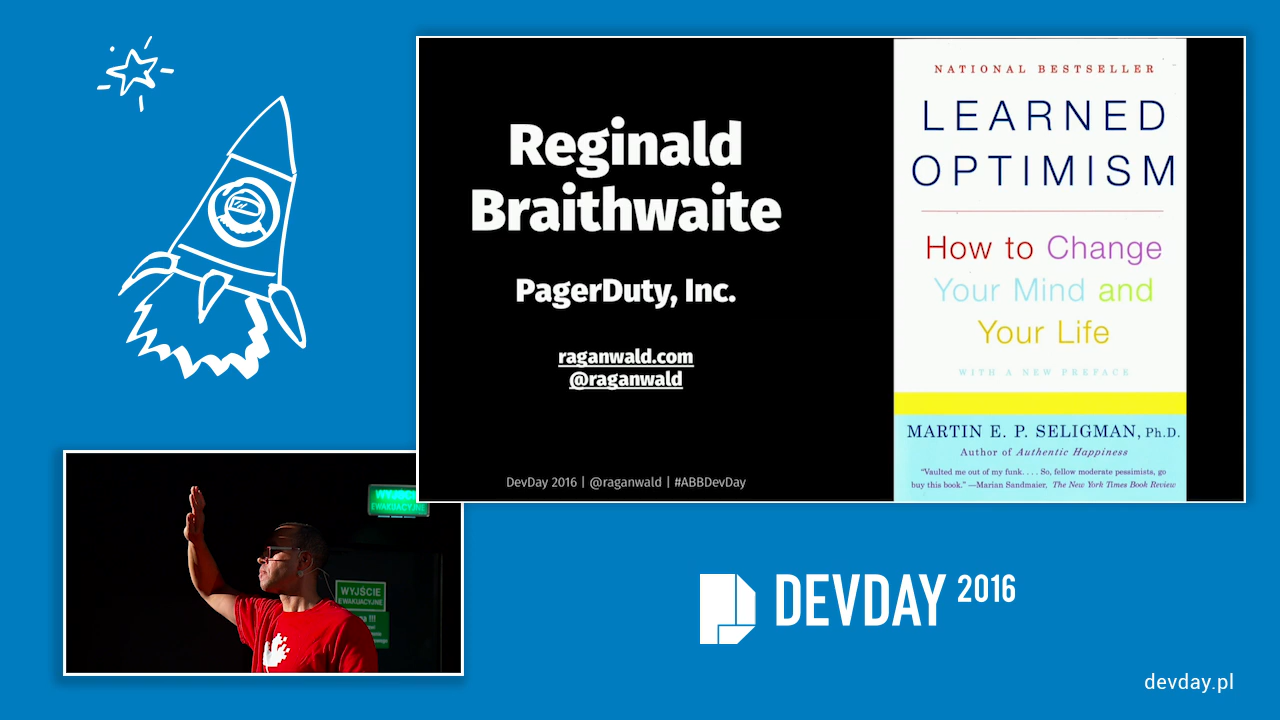 Reginald
Braithwaite
PagerDuty, Inc.
raganwald.com
@raganwald
DevDay 2016 | @raganwald | #ABBDevDay
NATIONAL BESTSELLER
LEARNED
OPTIMISM
How to Change
Your Mind and
Your Life
WITH A NEW PREFACE
MARTIN E. P. SELIGMAN, Ph.D.
Author of Authentic Happiness
“Vaulted me out of my funk. . . . So, fellow moderate pessimists, go
buy this book.” —Marian Sandmaier, The New York Times Book Review
WYJŚCIE
EWAKUACYJNE
WYJŚCIE
EWAKUACYJNE
DEVDAY 2016
devday.pl